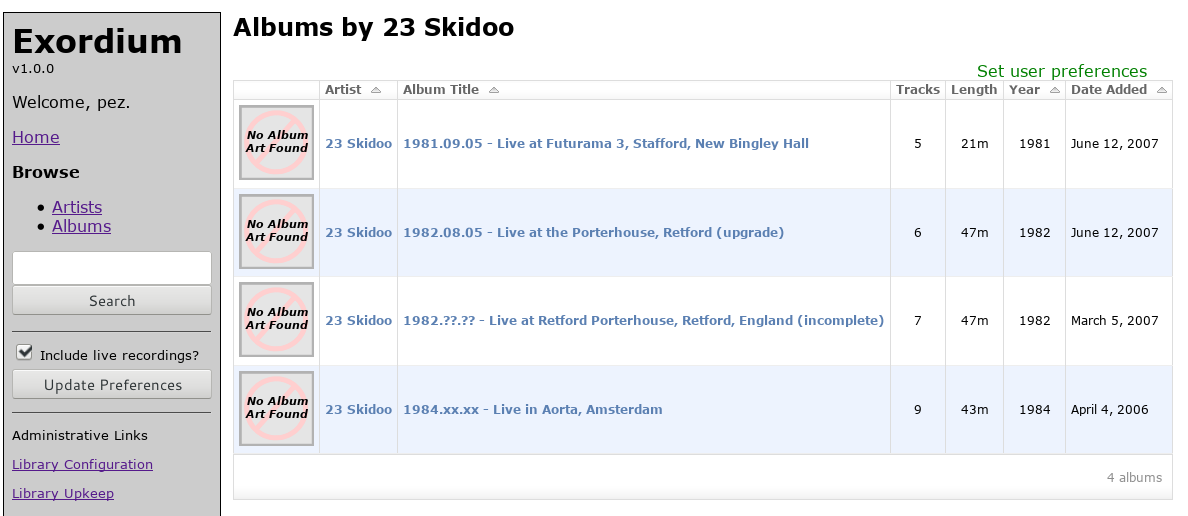 Exordium
v1.0.0
Welcome, pez.
Home
Browse
Artists
Albums
Search
Include live recordings?
Update Preferences
Administrative Links
Library Configuration
Library Upkeep
Albums by 23 Skidoo
Set user preferences
Artist Album Title Tracks Length Year Date Added
No Album
Art Found
23 Skidoo 1981.09.05 - Live at Futurama 3, Stafford, New Bingley Hall 5 21m 1981 June 12, 2007
No Album
Art Found
23 Skidoo 1982.08.05 - Live at the Porterhouse, Retford (upgrade) 6 47m 1982 June 12, 2007
No Album
Art Found
23 Skidoo 1982.??.?? - Live at Retford Porterhouse, Retford, England (incomplete) 7 47m 1982 March 5, 2007
No Album
Art Found
23 Skidoo 1984.xx.xx - Live in Aorta, Amsterdam 9 43m 1984 April 4, 2006
4 albums